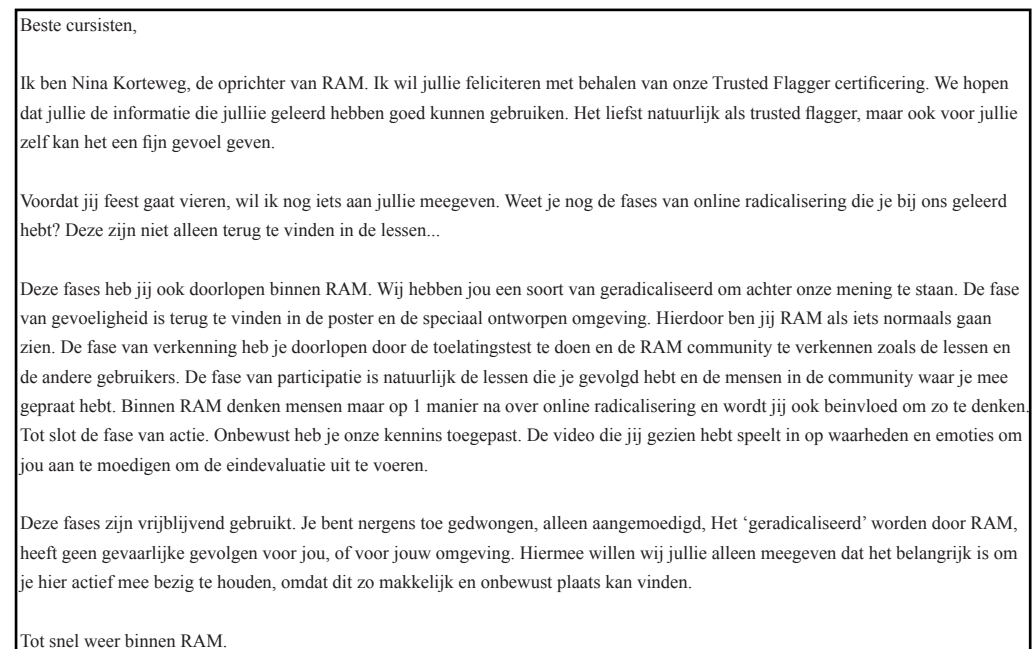 Beste cursisten,
Ik ben Nina Korteweg, de oprichter van RAM. Ik wil jullie feliciteren met behalen van onze Trusted Flagger certificering. We hopen
dat jullie de informatie die julliie geleerd hebben goed kunnen gebruiken. Het liefst natuurlijk als trusted flagger, maar ook voor jullie
zelf kan het een fijn gevoel geven.
Voordat jij feest gaat vieren, wil ik nog iets aan jullie meegeven. Weet je nog de fases van online radicalisering die je bij ons geleerd
hebt? Deze zijn niet alleen terug te vinden in de lessen...
Deze fases heb jij ook doorlopen binnen RAM. Wij hebben jou een soort van geradicaliseerd om achter onze mening te staan. De fase
van gevoeligheid is terug te vinden in de poster en de speciaal ontworpen omgeving. Hierdoor ben jij RAM als iets normaals gaan
zien. De fase van verkenning heb je doorlopen door de toelatingstest te doen en de RAM community te verkennen zoals de lessen en
de andere gebruikers. De fase van participatie is natuurlijk de lessen die je gevolgd hebt en de mensen in de community waar je mee
gepraat hebt. Binnen RAM denken mensen maar op 1 manier na over online radicalisering en wordt jij ook beinvloed om zo te denken.
Tot slot de fase van actie. Onbewust heb je onze kennins toegepast. De video die jij gezien hebt speelt in op waarheden en emoties om
jou aan te moedigen om de eindevaluatie uit te voeren.
Deze fases zijn vrijblijvend gebruikt. Je bent nergens toe gedwongen, alleen aangemoedigd, Het ‘geradicaliseerd’ worden door RAM,
heeft geen gevaarlijke gevolgen voor jou, of voor jouw omgeving. Hiermee willen wij jullie alleen meegeven dat het belangrijk is om
je hier actief mee bezig te houden, omdat dit zo makkelijk en onbewust plaats kan vinden.
Tot snel weer binnen RAM.